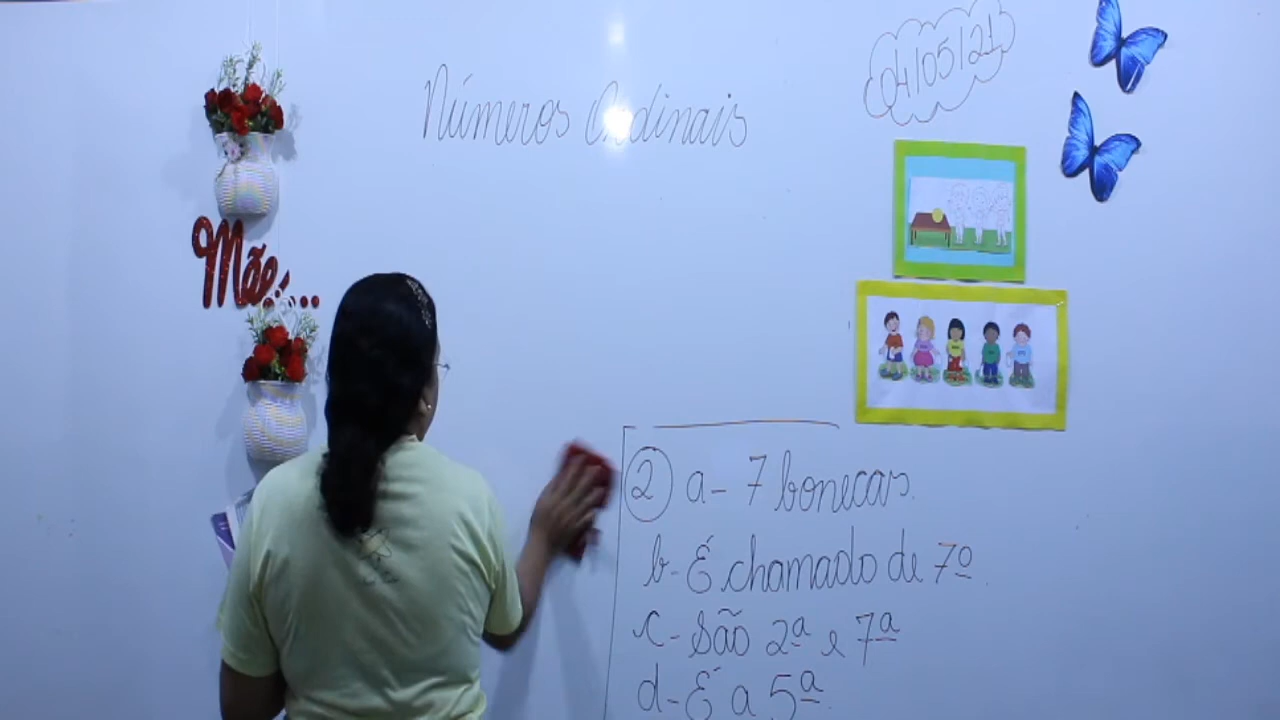 Números Ordinais
04/05/21
Mãe...
2 a- 7 bonecas.
b- É chamado de 7º.
c- São 2ª e 7ª
d- É a 5ª